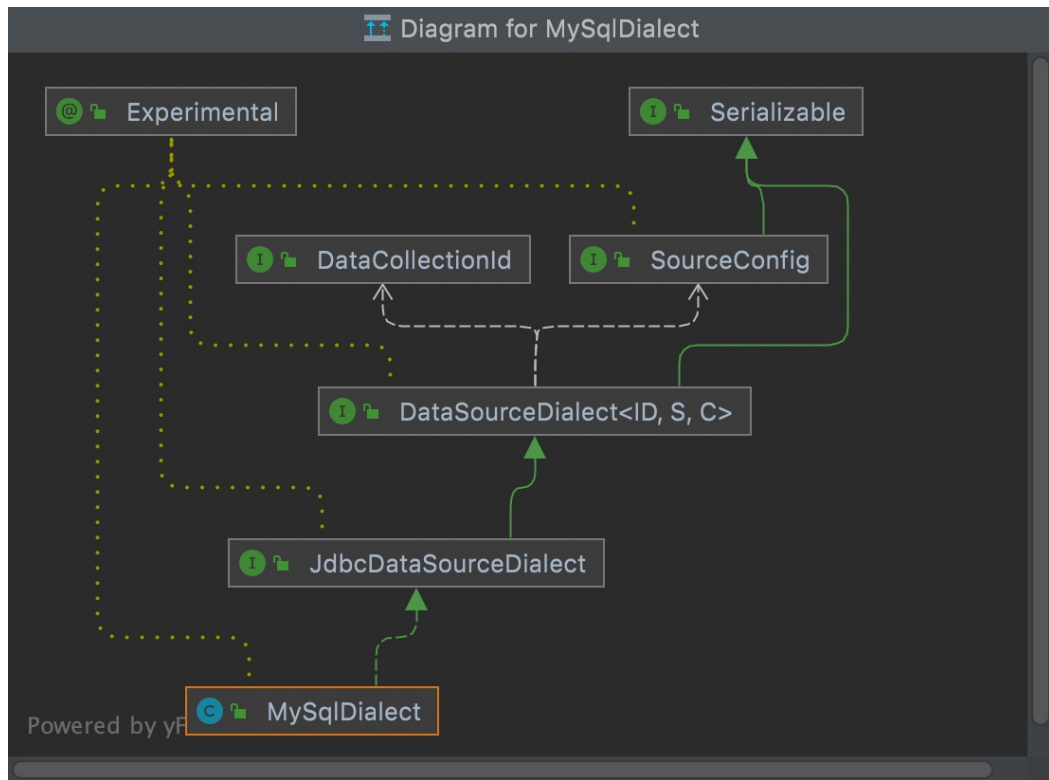 Diagram for MySqlDialect
@ Experimental
I Serializable
I DataCollectionId
I SourceConfig
I DataSourceDialect<ID, S, C>
I JdbcDataSourceDialect
C MySqlDialect
Powered by yF